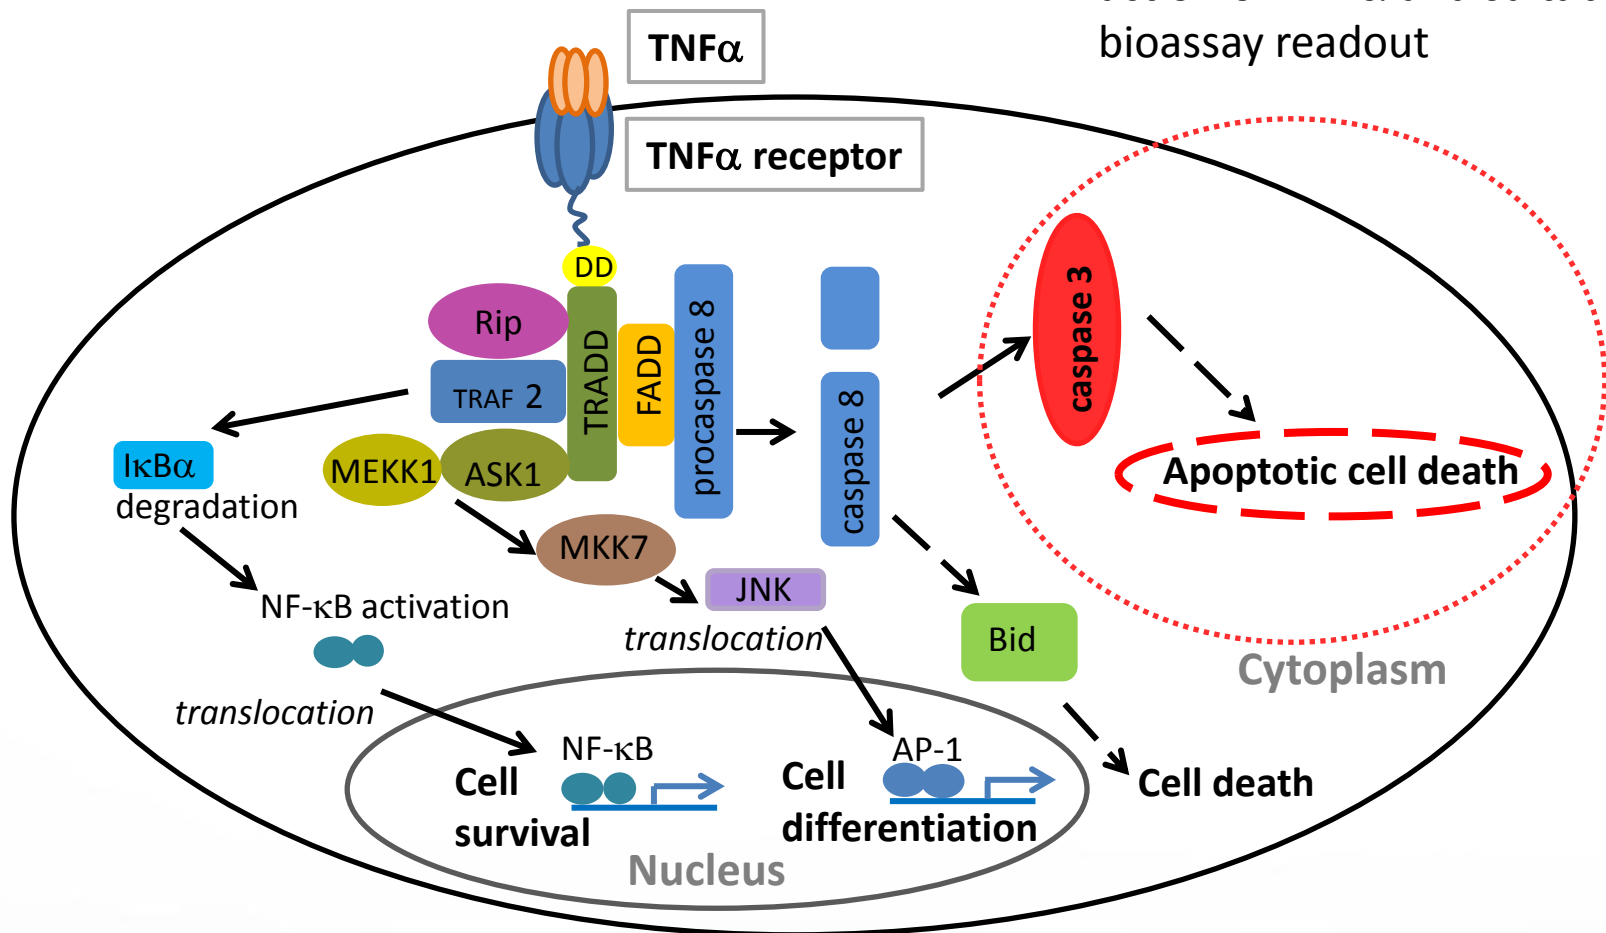 bioassay readout
TNFα
TNFα receptor
DD
Rip
TRADD
FADD
procaspase 8
TRAF 2
caspase 8
caspase 3
Apoptotic cell death
IκBα
degradation
MEKK1
ASK1
MKK7
JNK
translocation
NF-κB activation
Bid
Cytoplasm
translocation
NF-κB
Cell
survival
AP-1
Cell
differentiation
Cell death
Nucleus